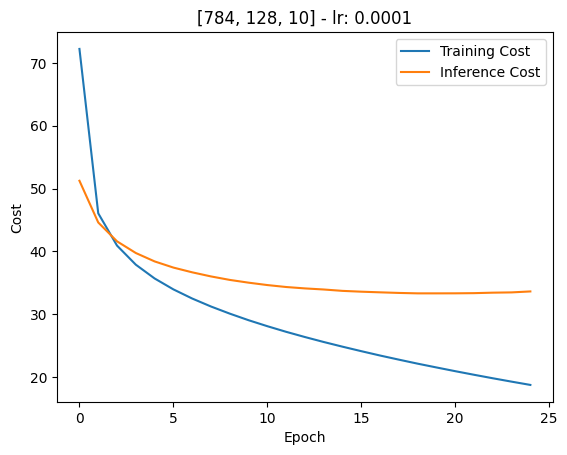 [784, 128, 10] - lr: 0.0001
Training Cost
Inference Cost
70
60
50
40
30
20
Cost
0 5 10 15 20 25
Epoch